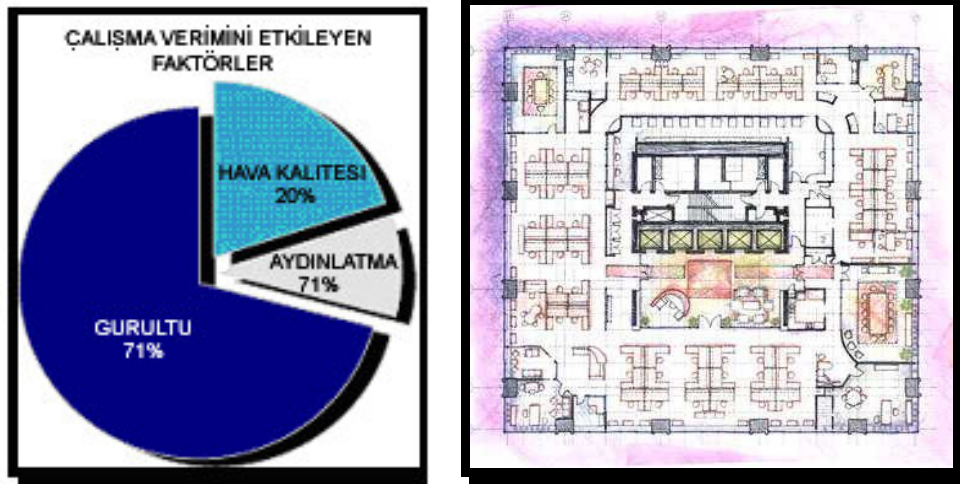 ÇALIŞMA VERİMİNİ ETKİLEYEN
FAKTÖRLER
HAVA KALITESI
20%
AYDINLATMA
71%
GURULTU
71%